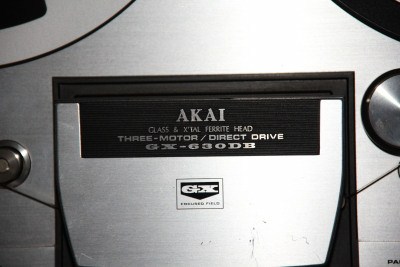 AKAI
GLASS & X'TAL FERRITE HEAD
THREE-MOTOR / DIRECT DRIVE
GX-630DB
GX
FOCUSED FIELD